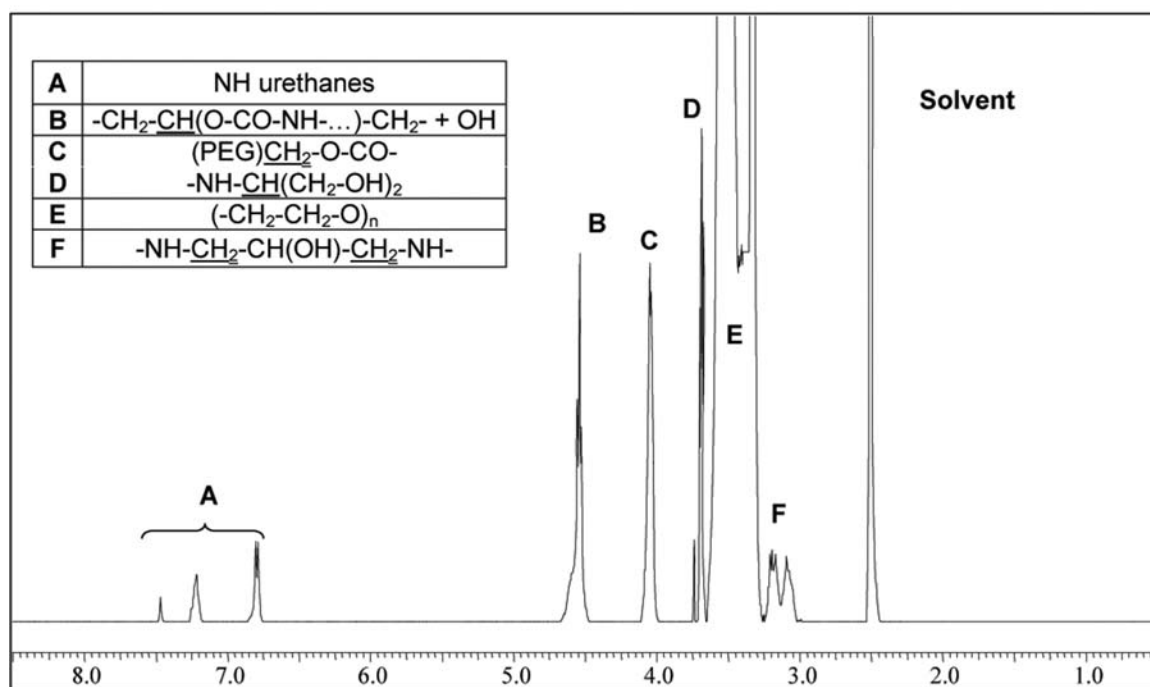 A NH urethanes
B -CH₂-CH(O-CO-NH-...)-CH₂- + OH
C (PEG)CH₂-O-CO-
D -NH-CH(CH₂-OH)₂
E (-CH₂-CH₂-O)ₙ
F -NH-CH₂-CH(OH)-CH₂-NH-
Solvent
D
B
C
E
A
F
8.0 7.0 6.0 5.0 4.0 3.0 2.0 1.0